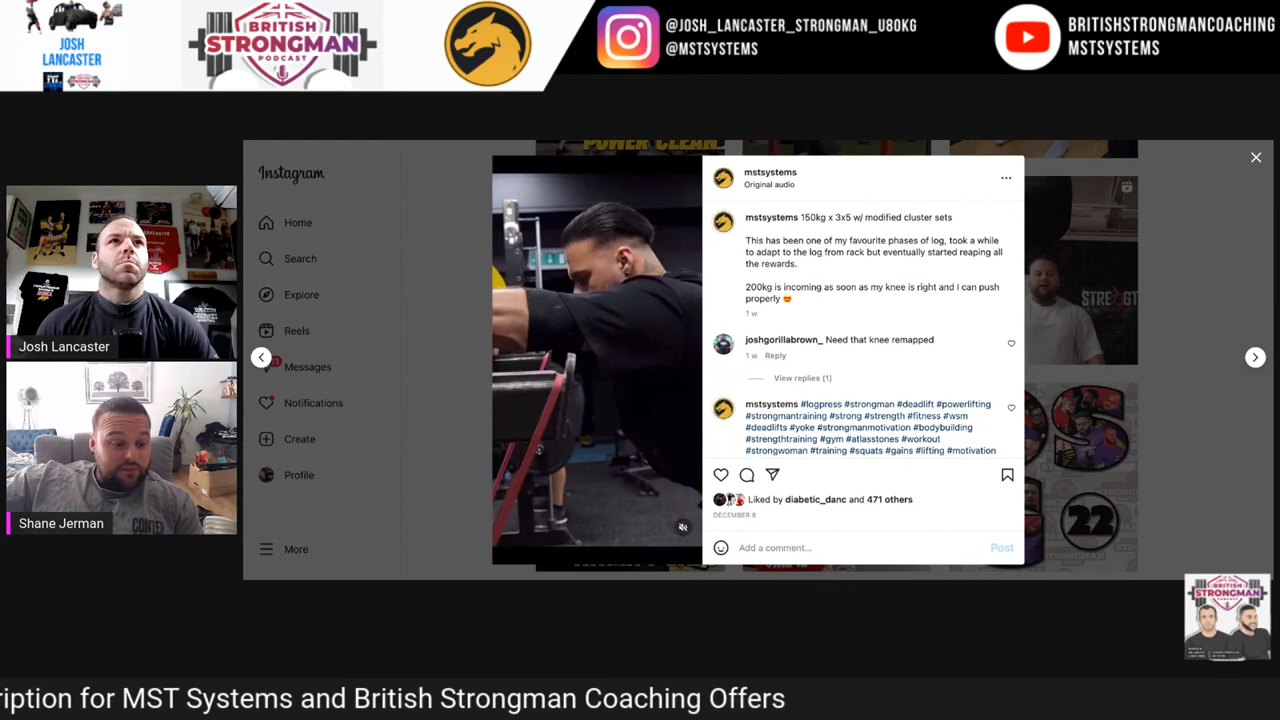 JOSH
LANCASTER
BRITISH
STRONGMAN
PODCAST
@JOSH_LANCASTER_STRONGMAN_U80KG
@MSTSYSTEMS
BRITISHSTRONGMANCOACHING
MSTSYSTEMS
POWER CLEAN
Instagram
Home
Search
Explore
Reels
Messages
Notifications
Create
Profile
More
mstsystems
Original audio
mstsystems 150kg x 3x5 w/ modified cluster sets
This has been one of my favourite phases of log, took a while
to adapt to the log from rack but eventually started reaping all
the rewards.
200kg is incoming as soon as my knee is right and I can push
properly 😍
1 w
joshgorillabrown_ Need that knee remapped
1 w Reply
View replies (1)
mstsystems #logpress #strongman #deadlift #powerlifting
#strongmantraining #strong #strength #fitness #wsm
#deadlifts #yoke #strongmanmotivation #bodybuilding
#strengthtraining #gym #atlasstones #workout
#strongwoman #training #squats #gains #lifting #motivation
Liked by diabetic_danc and 471 others
DECEMBER 6
Add a comment...
Post
22
Josh Lancaster
Shane Jerman
BRITISH
STRONGMAN
PODCAST
ription for MST Systems and British Strongman Coaching Offers